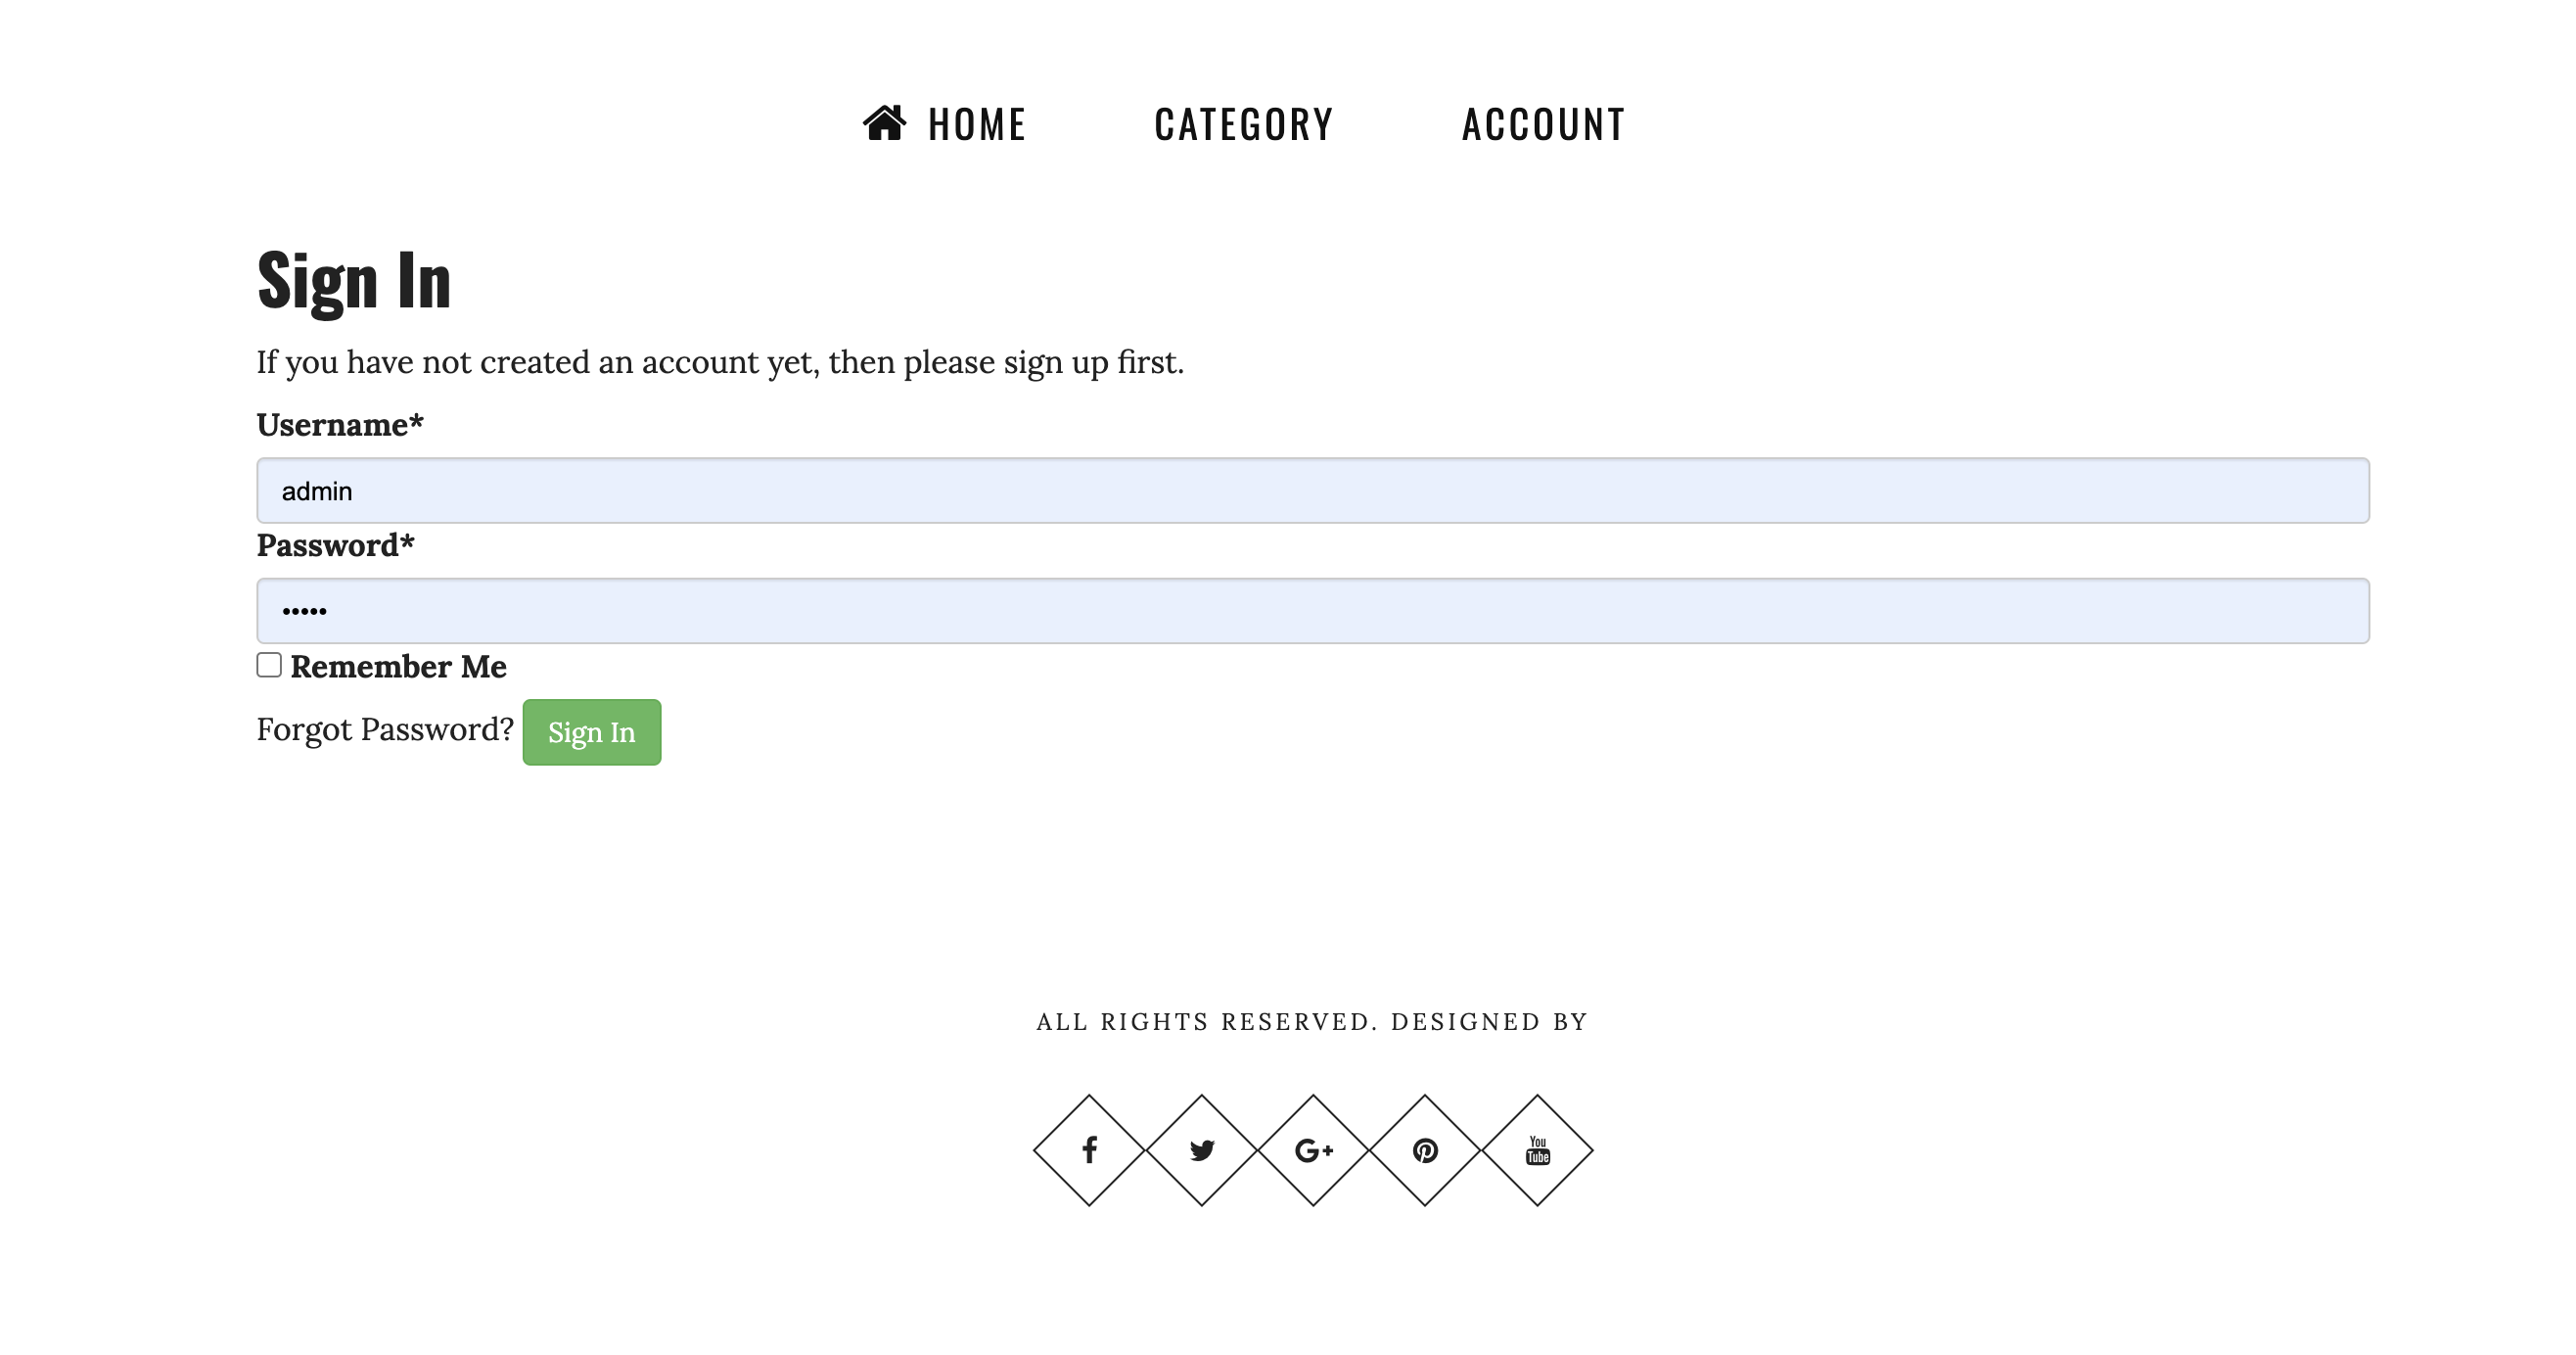 HOME CATEGORY ACCOUNT
Sign In
If you have not created an account yet, then please sign up first.
Username*
admin
Password*
•••••
Remember Me
Forgot Password? Sign In
ALL RIGHTS RESERVED. DESIGNED BY
f G+ You Tube